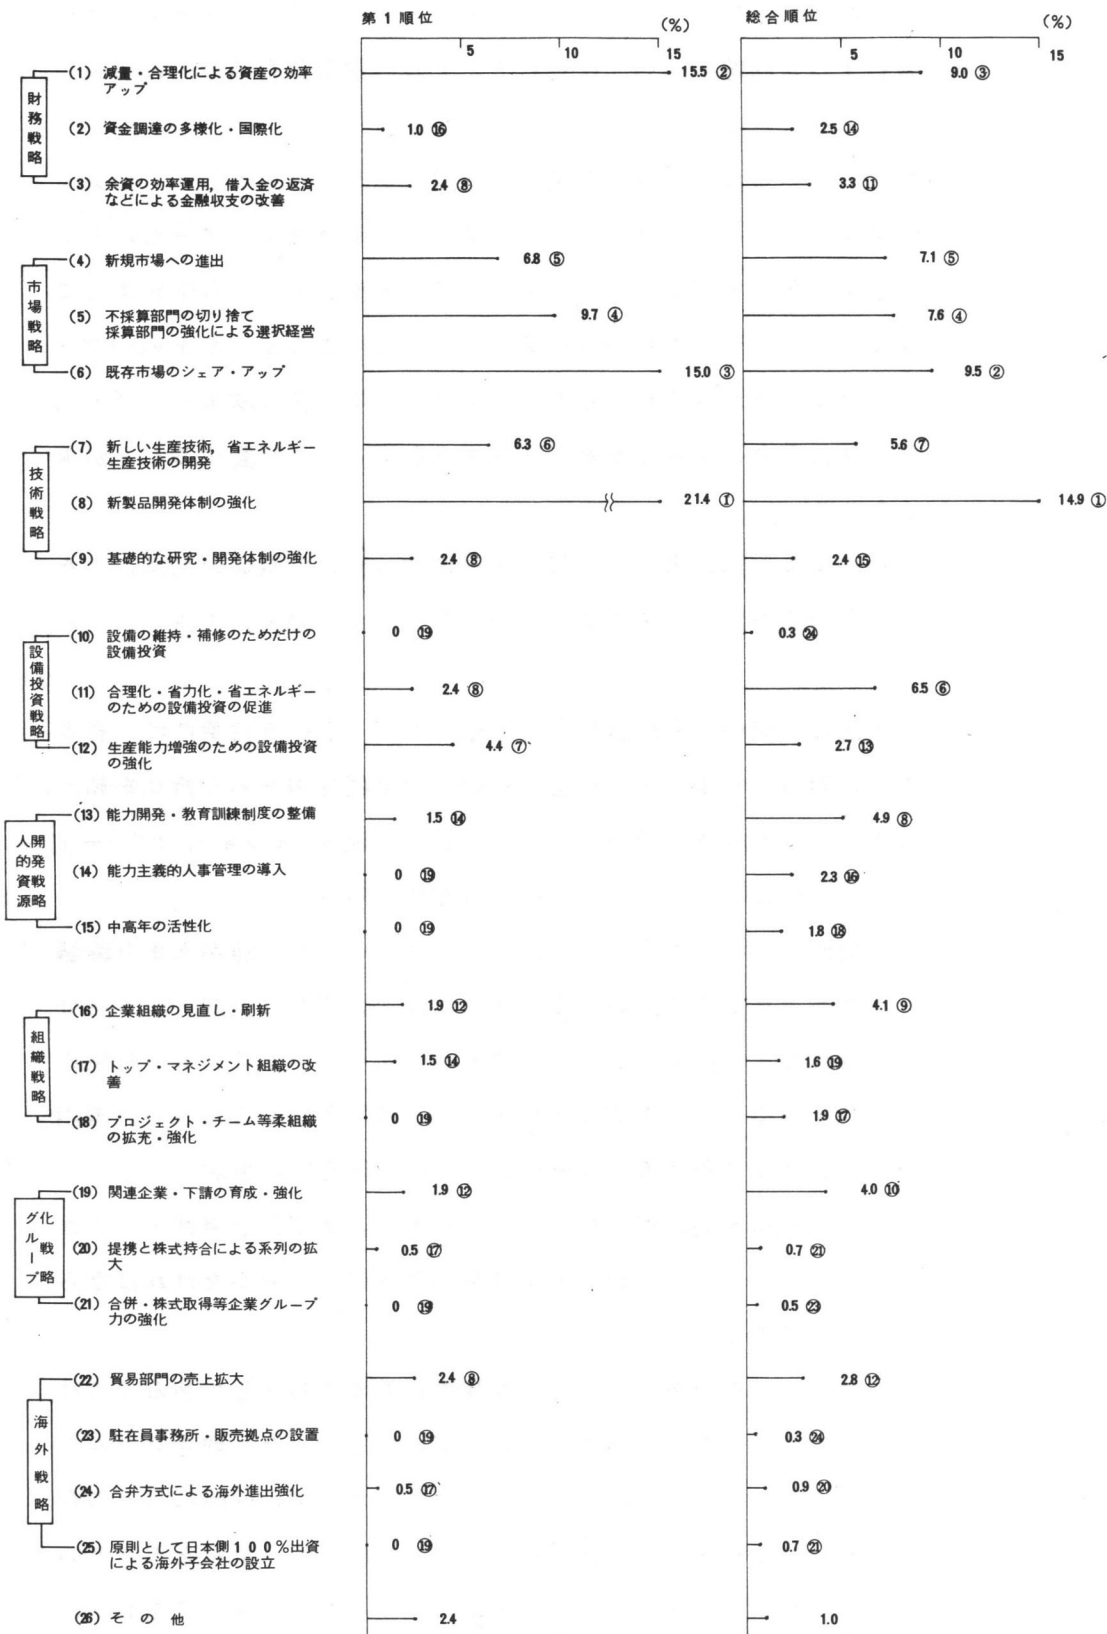 第1順位 (%) 総合順位 (%)
5 10 15 5 10 15
財務戦略
(1) 減量・合理化による資産の効率 15.5 ② 9.0 ③
アップ
(2) 資金調達の多様化・国際化 1.0 ⑯ 2.5 ⑭
(3) 余資の効率運用,借入金の返済 2.4 ⑧ 3.3 ⑪
などによる金融収支の改善
市場戦略
(4) 新規市場への進出 6.8 ⑤ 7.1 ⑤
(5) 不採算部門の切り捨て 9.7 ④ 7.6 ④
採算部門の強化による選択経営
(6) 既存市場のシェア・アップ 15.0 ③ 9.5 ②
技術戦略
(7) 新しい生産技術,省エネルギー 6.3 ⑥ 5.6 ⑦
生産技術の開発
(8) 新製品開発体制の強化 21.4 ① 14.9 ①
(9) 基礎的な研究・開発体制の強化 2.4 ⑧ 2.4 ⑮
設備投資戦略
(10) 設備の維持・補修のためだけの 0 ⑲ 0.3 ㉔
設備投資
(11) 合理化・省力化・省エネルギー 2.4 ⑧ 6.5 ⑥
のための設備投資の促進
(12) 生産能力増強のための設備投資 4.4 ⑦ 2.7 ⑬
の強化
人的資源開発戦略
(13) 能力開発・教育訓練制度の整備 1.5 ⑭ 4.9 ⑧
(14) 能力主義的人事管理の導入 0 ⑲ 2.3 ⑯
(15) 中高年の活性化 0 ⑲ 1.8 ⑱
組織戦略
(16) 企業組織の見直し・刷新 1.9 ⑫ 4.1 ⑨
(17) トップ・マネジメント組織の改 1.5 ⑭ 1.6 ⑲
善
(18) プロジェクト・チーム等柔組織 0 ⑲ 1.9 ⑰
の拡充・強化
グループ化戦略
(19) 関連企業・下請の育成・強化 1.9 ⑫ 4.0 ⑩
(20) 提携と株式持合による系列の拡 0.5 ⑰ 0.7 ㉑
大
(21) 合併・株式取得等企業グループ 0 ⑲ 0.5 ㉓
力の強化
海外戦略
(22) 貿易部門の売上拡大 2.4 ⑧ 2.8 ⑫
(23) 駐在員事務所・販売拠点の設置 0 ⑲ 0.3 ㉔
(24) 合弁方式による海外進出強化 0.5 ⑰ 0.9 ⑳
(25) 原則として日本側100%出資 0 ⑲ 0.7 ㉑
による海外子会社の設立
(26) その他 2.4 1.0